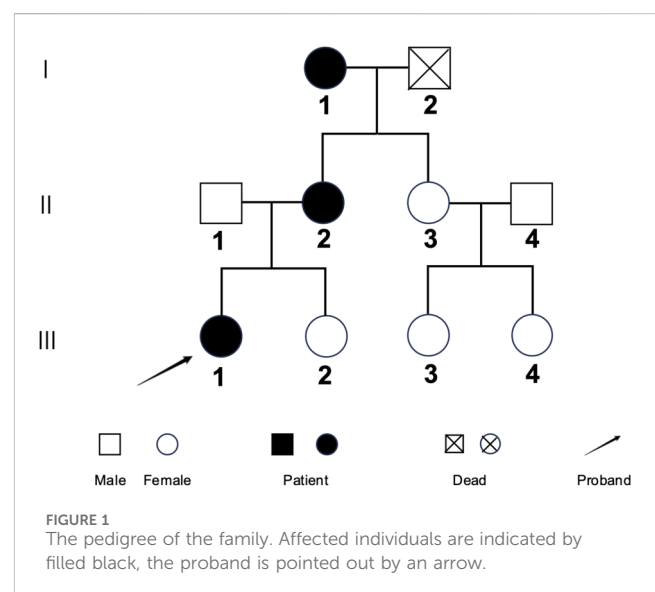 I
1 2
II
1 2 3 4
III
1 2 3 4
Male Female Patient Dead Proband
FIGURE 1
The pedigree of the family. Affected individuals are indicated by
filled black, the proband is pointed out by an arrow.